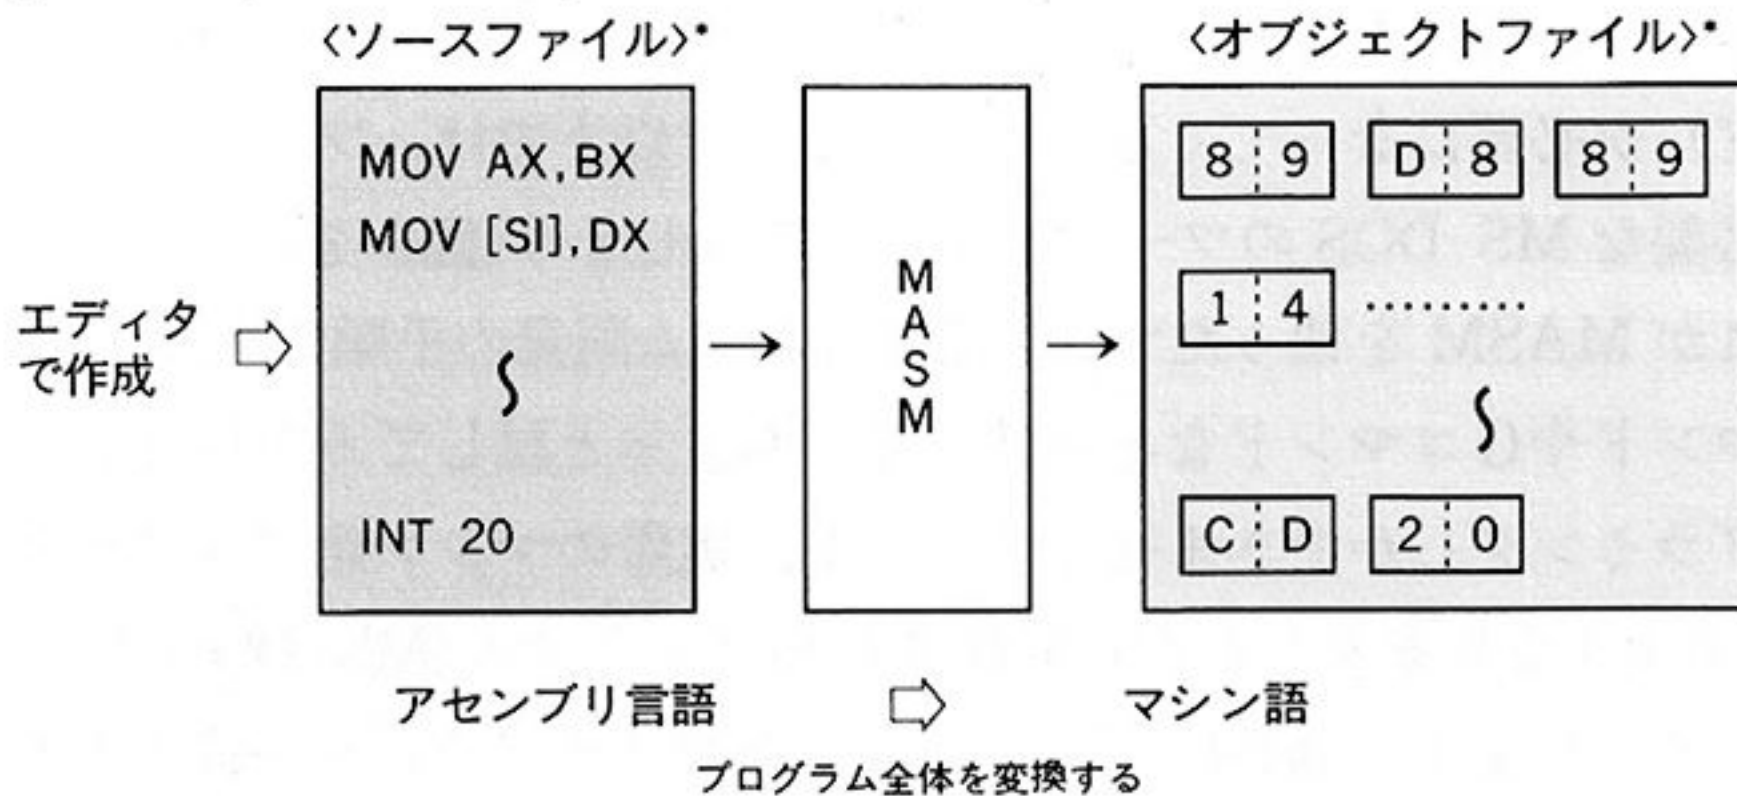 〈ソースファイル〉*
〈オブジェクトファイル〉*
エディタ
で作成
MOV AX,BX
MOV [SI],DX
INT 20
MASM
8 9 D 8 8 9
1 4 ………
C D 2 0
アセンブリ言語
マシン語
プログラム全体を変換する